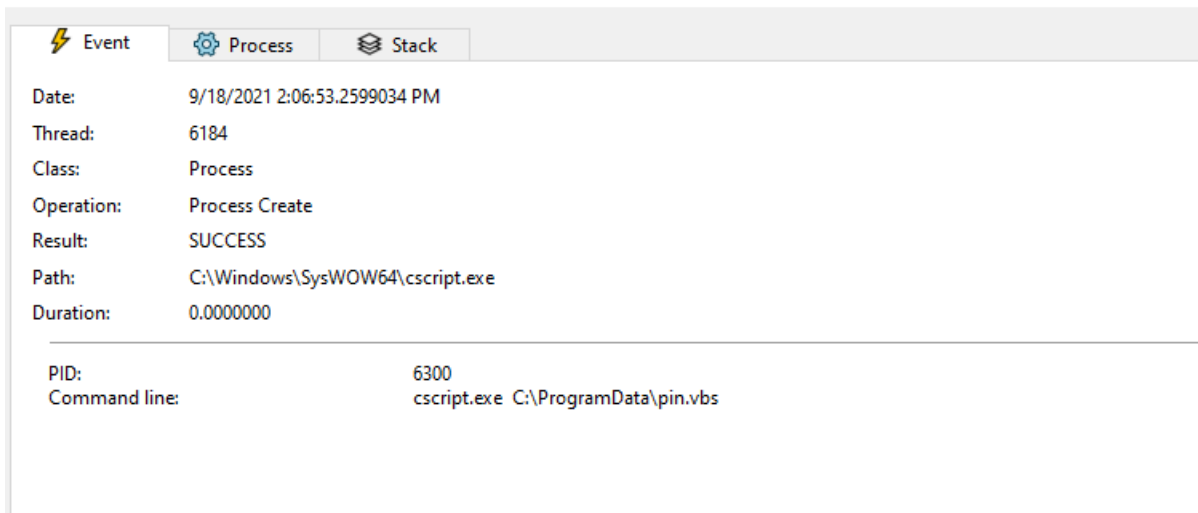 Event Process Stack
Date: 9/18/2021 2:06:53.2599034 PM
Thread: 6184
Class: Process
Operation: Process Create
Result: SUCCESS
Path: C:\Windows\SysWOW64\cscript.exe
Duration: 0.0000000
PID: 6300
Command line: cscript.exe  C:\ProgramData\pin.vbs